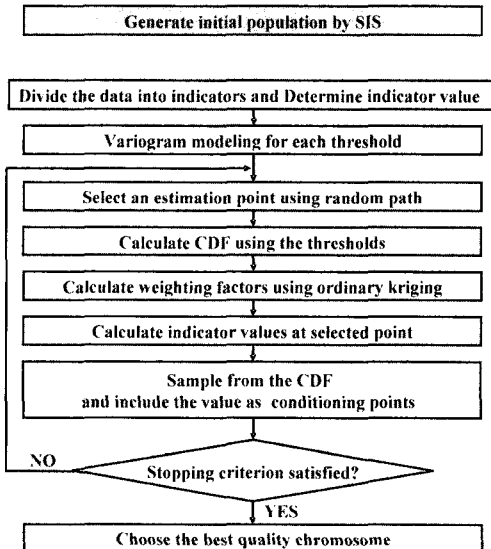 Generate initial population by SIS
Divide the data into indicators and Determine indicator value
Variogram modeling for each threshold
Select an estimation point using random path
Calculate CDF using the thresholds
Calculate weighting factors using ordinary kriging
Calculate indicator values at selected point
Sample from the CDF
and include the value as conditioning points
NO
Stopping criterion satisfied?
YES
Choose the best quality chromosome